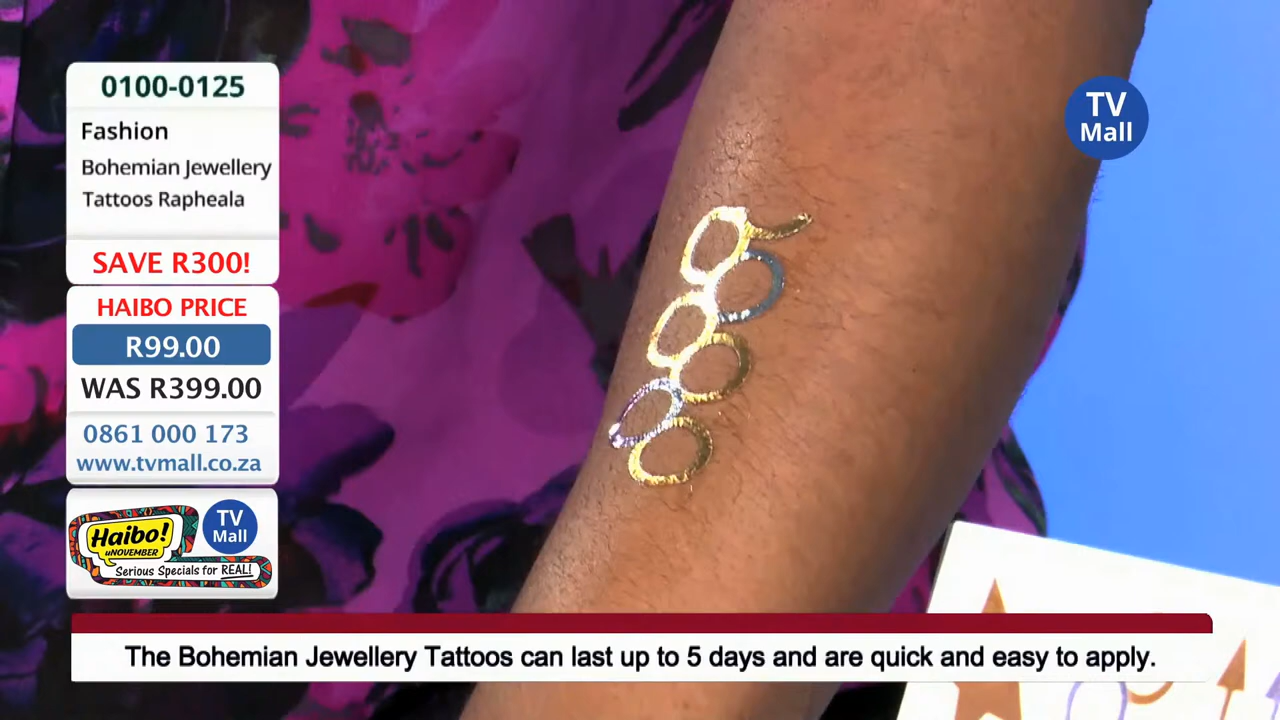 0100-0125
Fashion
Bohemian Jewellery
Tattoos Rapheala
SAVE R300!
HAIBO PRICE
R99.00
WAS R399.00
0861 000 173
www.tvmall.co.za
Haibo!
uNOVEMBER
Serious Specials for REAL!
TV
Mall
TV
Mall
The Bohemian Jewellery Tattoos can last up to 5 days and are quick and easy to apply.